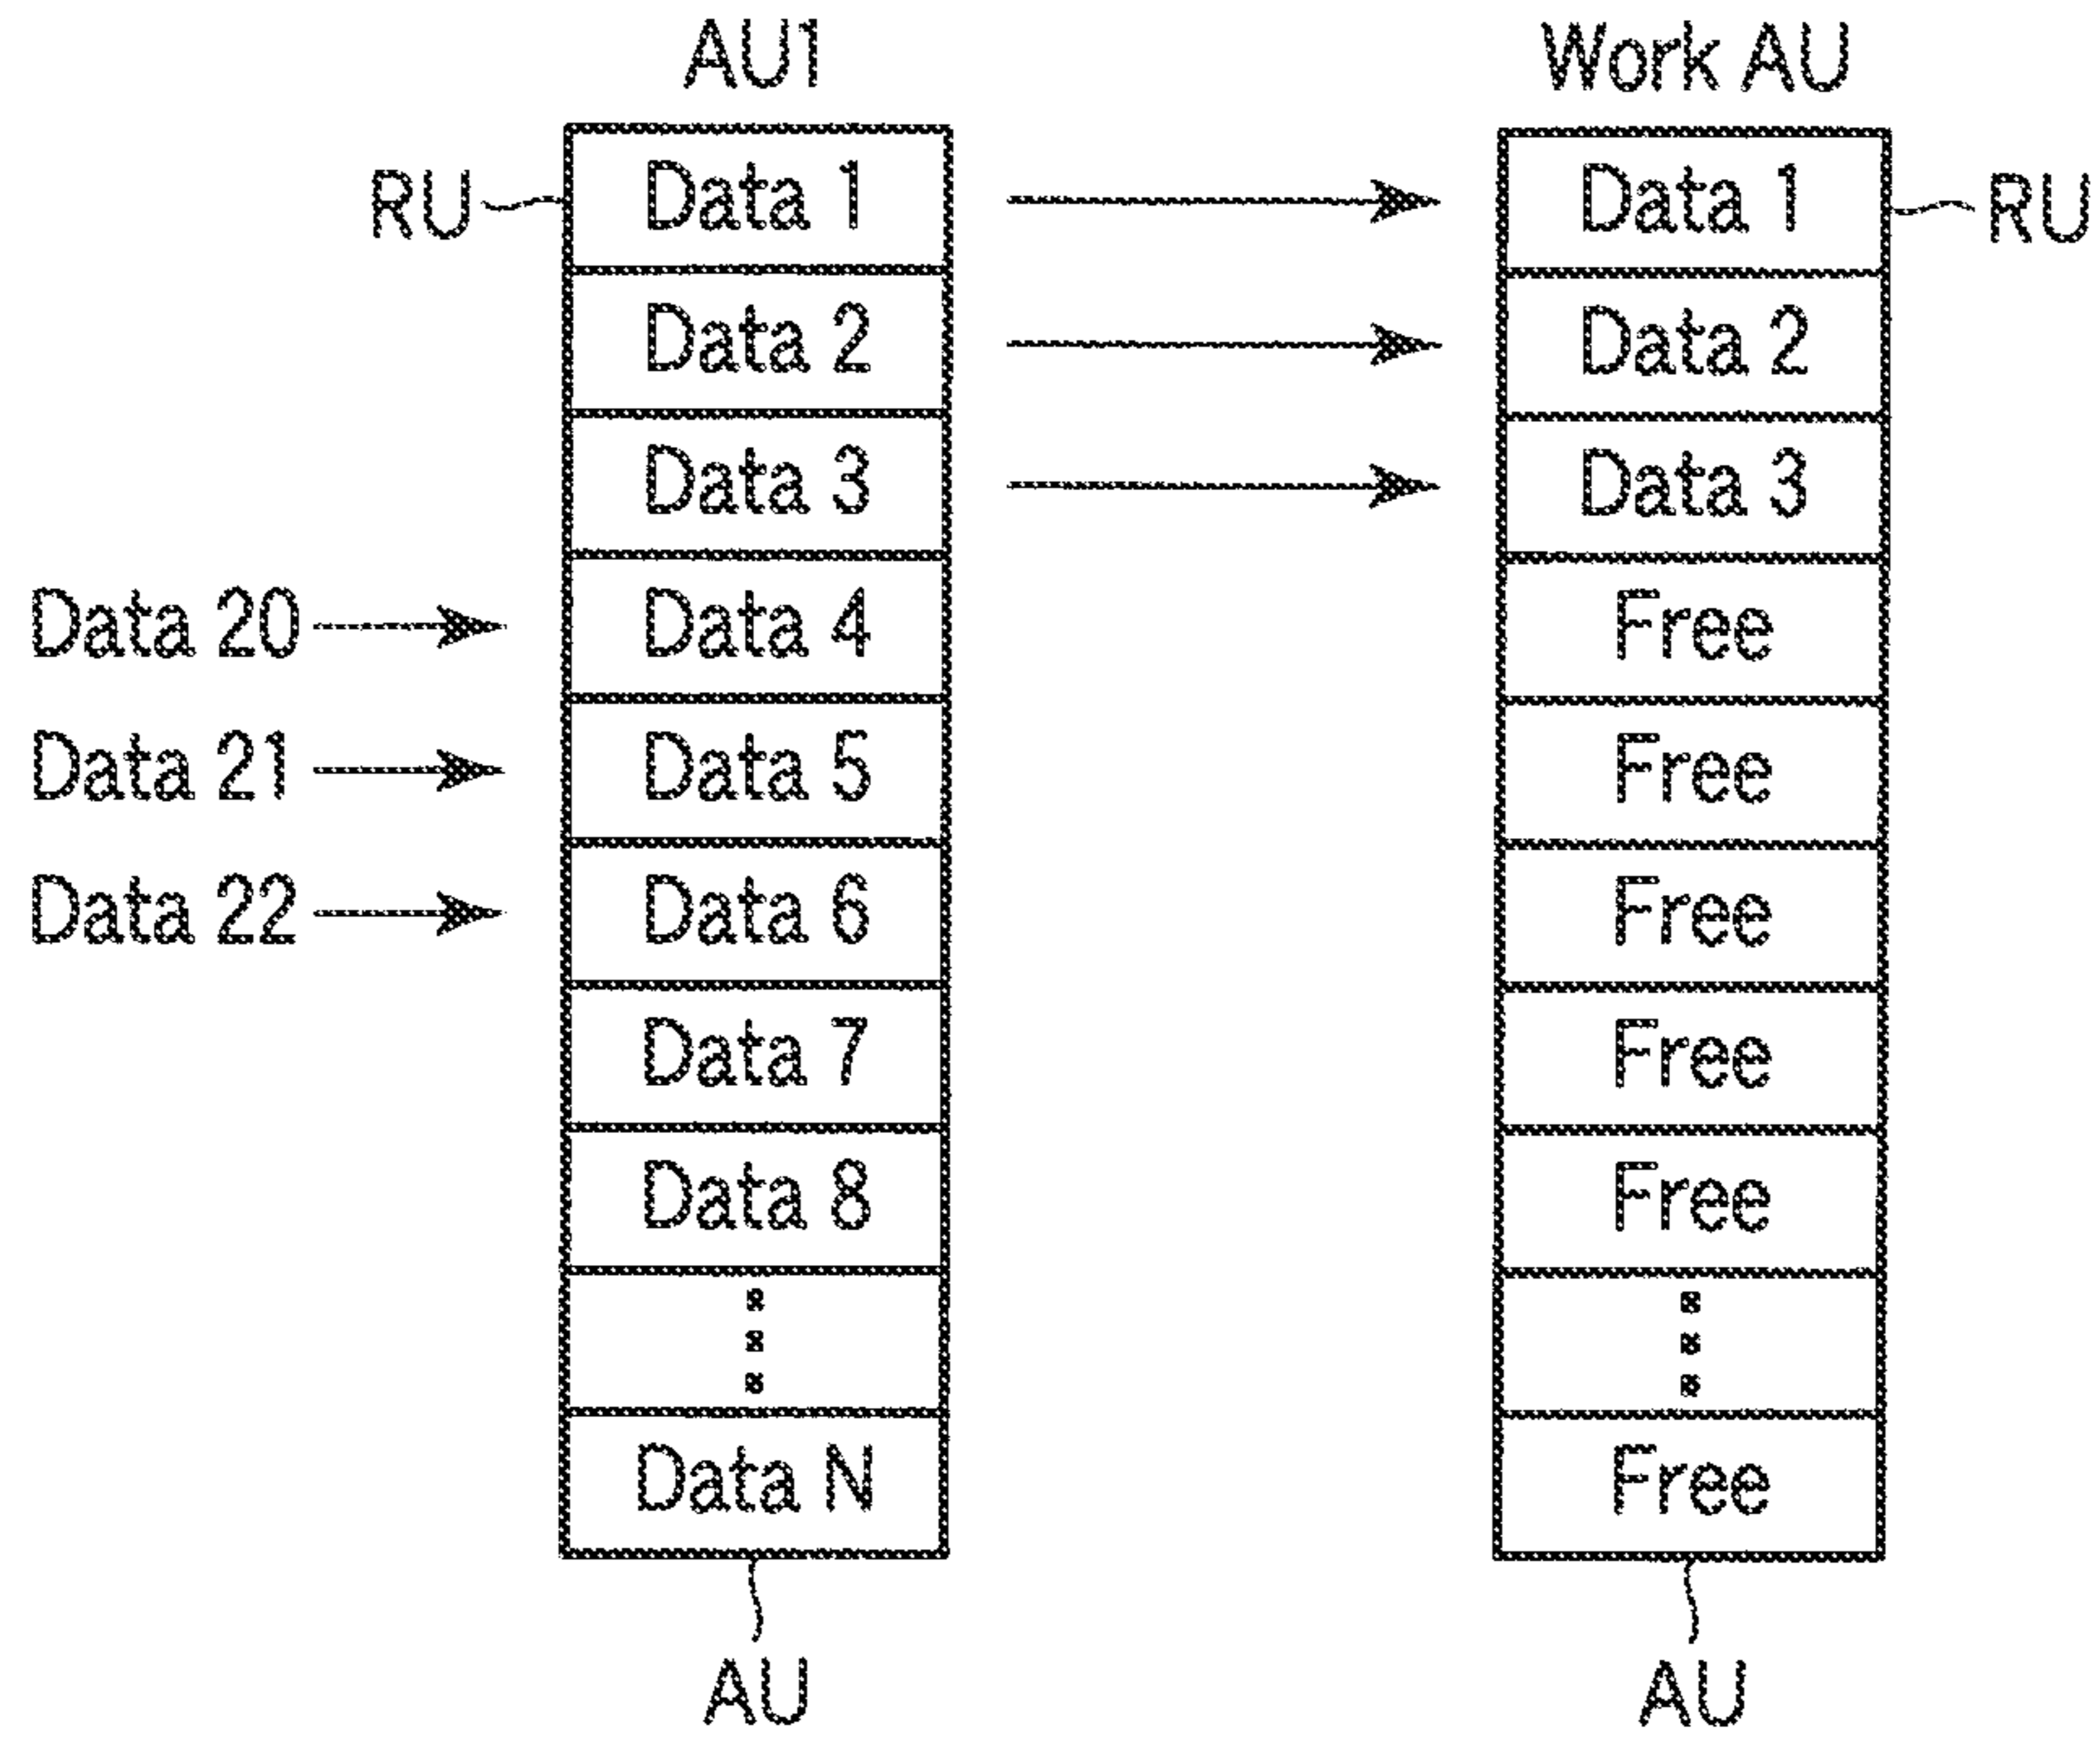 AU1 Work AU
RU Data 1 Data 1 RU
Data 2 Data 2
Data 3 Data 3
Data 20 Data 4 Free
Data 21 Data 5 Free
Data 22 Data 6 Free
Data 7 Free
Data 8 Free
Data N Free
AU AU